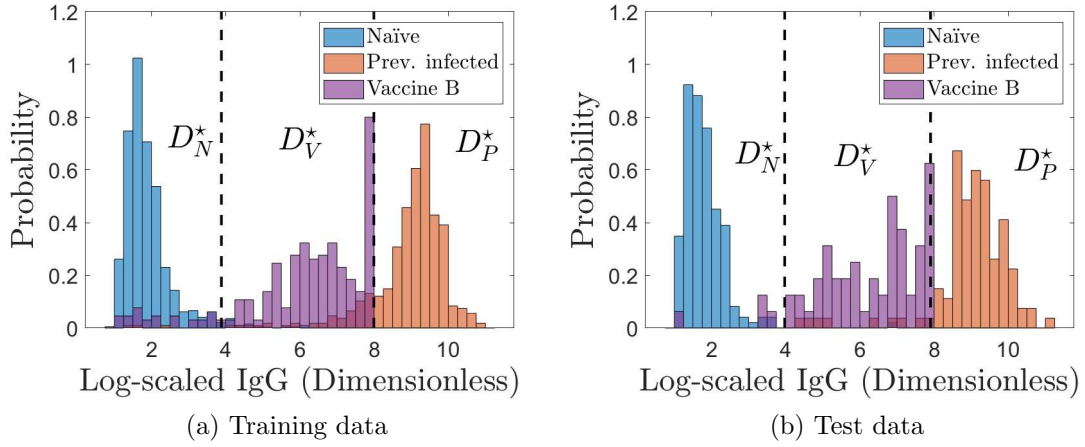 1.2
1
0.8
0.6
0.4
0.2
0
Probability
Naïve
Prev. infected
Vaccine B
D*N
D*V
D*P
2 4 6 8 10
Log-scaled IgG (Dimensionless)
(a) Training data
1.2
1
0.8
0.6
0.4
0.2
0
Probability
Naïve
Prev. infected
Vaccine B
D*N
D*V
D*P
2 4 6 8 10
Log-scaled IgG (Dimensionless)
(b) Test data